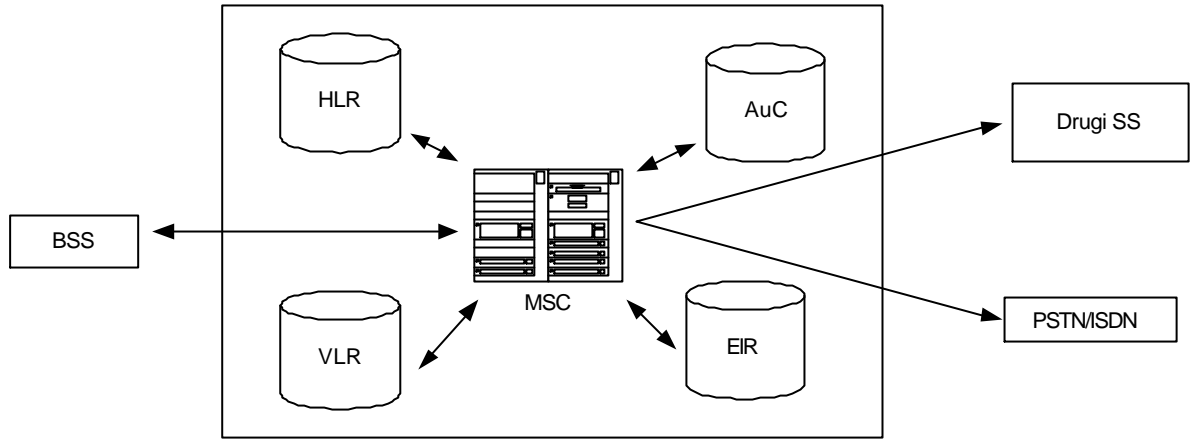 HLR
AuC
Drugi SS
BSS
MSC
VLR
EIR
PSTN/ISDN